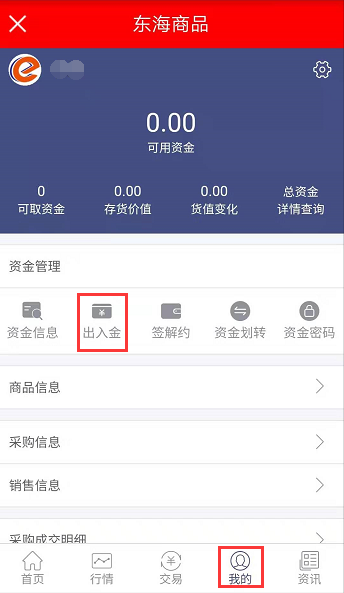 东海商品
0.00
可用资金
0 0.00 0.00 总资金
可取资金 存货价值 货值变化 详情查询
资金管理
资金信息 出入金 签解约 资金划转 资金密码
商品信息
采购信息
销售信息
采购成交明细
首页 行情 交易 我的 资讯